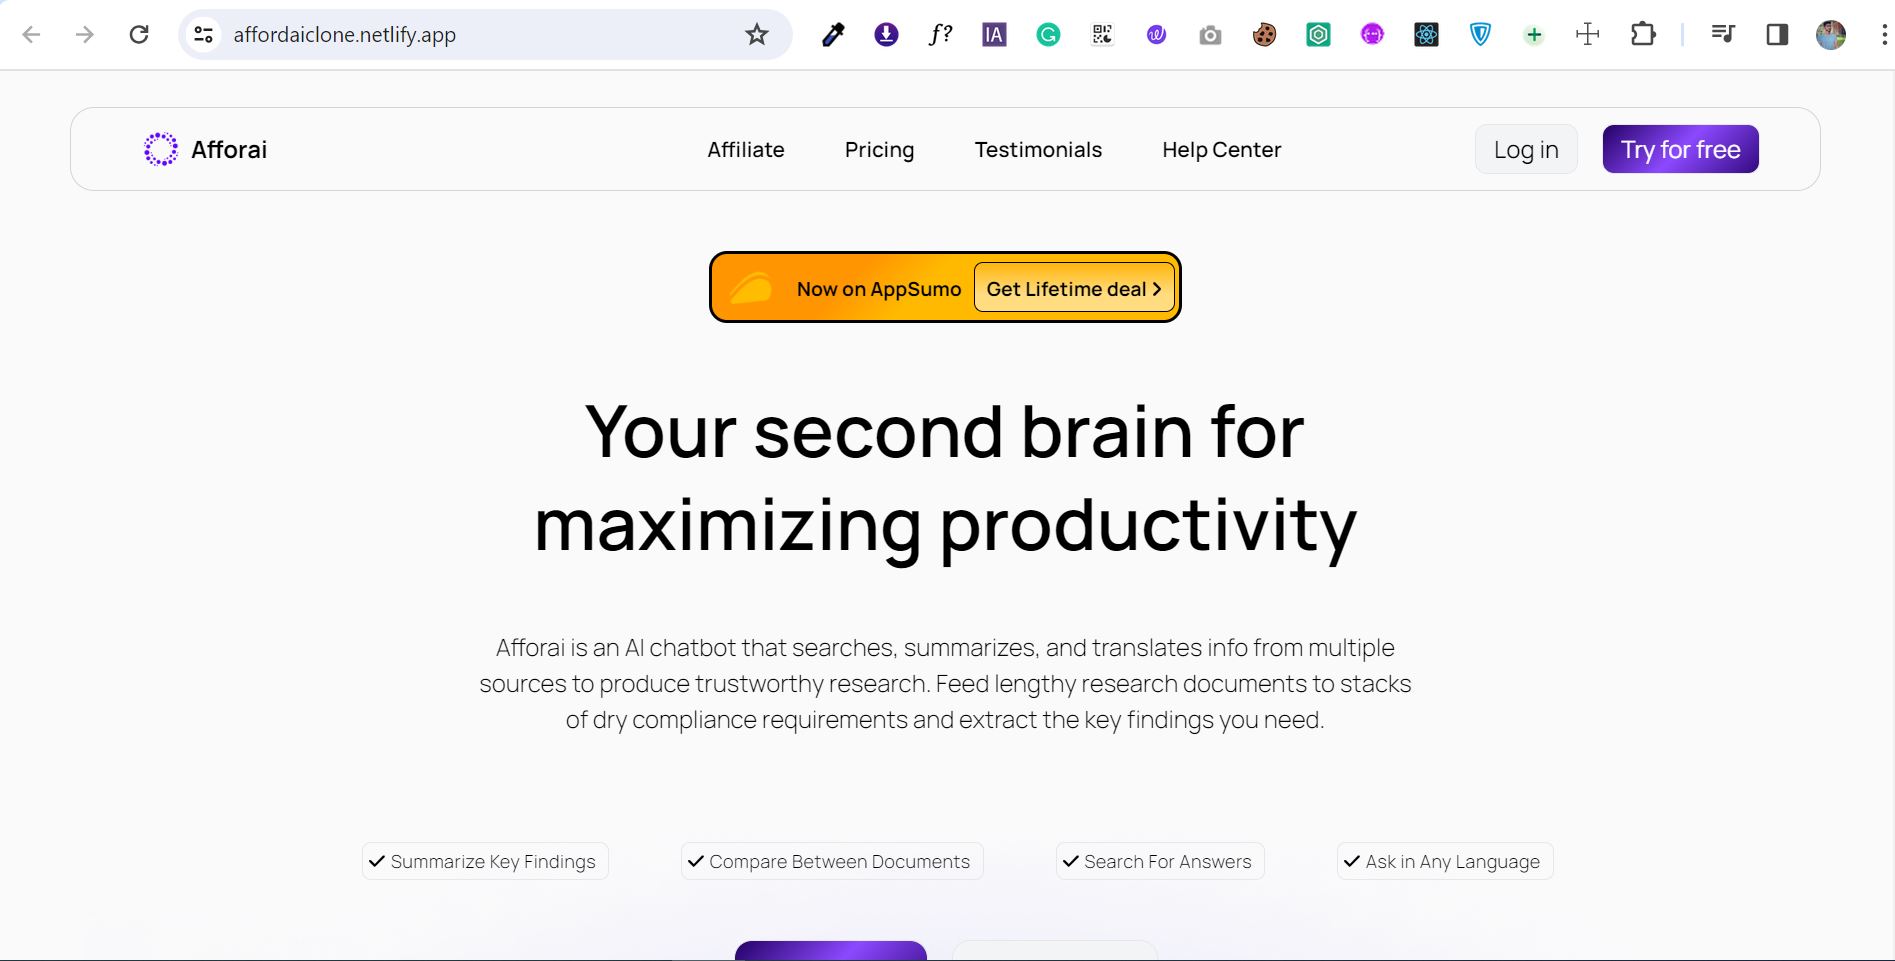 affordaiclone.netlify.app
f?
IA
Afforai
Affiliate
Pricing
Testimonials
Help Center
Log in
Try for free
Now on AppSumo
Get Lifetime deal
Your second brain for
maximizing productivity
Afforai is an AI chatbot that searches, summarizes, and translates info from multiple
sources to produce trustworthy research. Feed lengthy research documents to stacks
of dry compliance requirements and extract the key findings you need.
Summarize Key Findings
Compare Between Documents
Search For Answers
Ask in Any Language